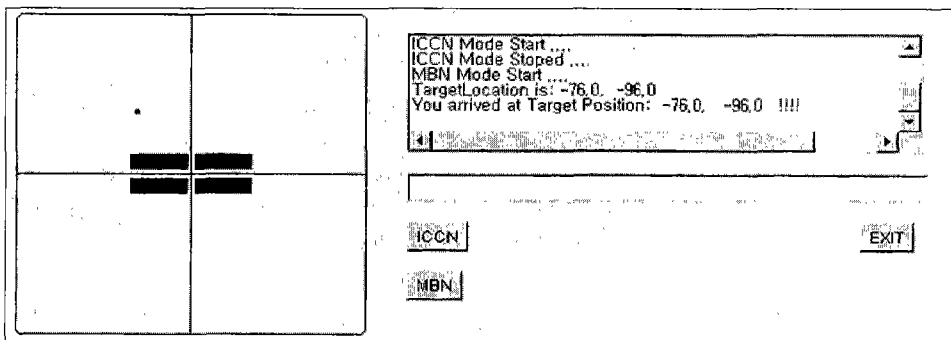 ICCN Mode Start ,,,,
ICCN Mode Stoped ,,,,
MBN Mode Start ,,,,
TargetLocation is: -76,0, -96,0
You arrived at Target Position: -76,0, -96,0 !!!!
ICCN
EXIT
MBN